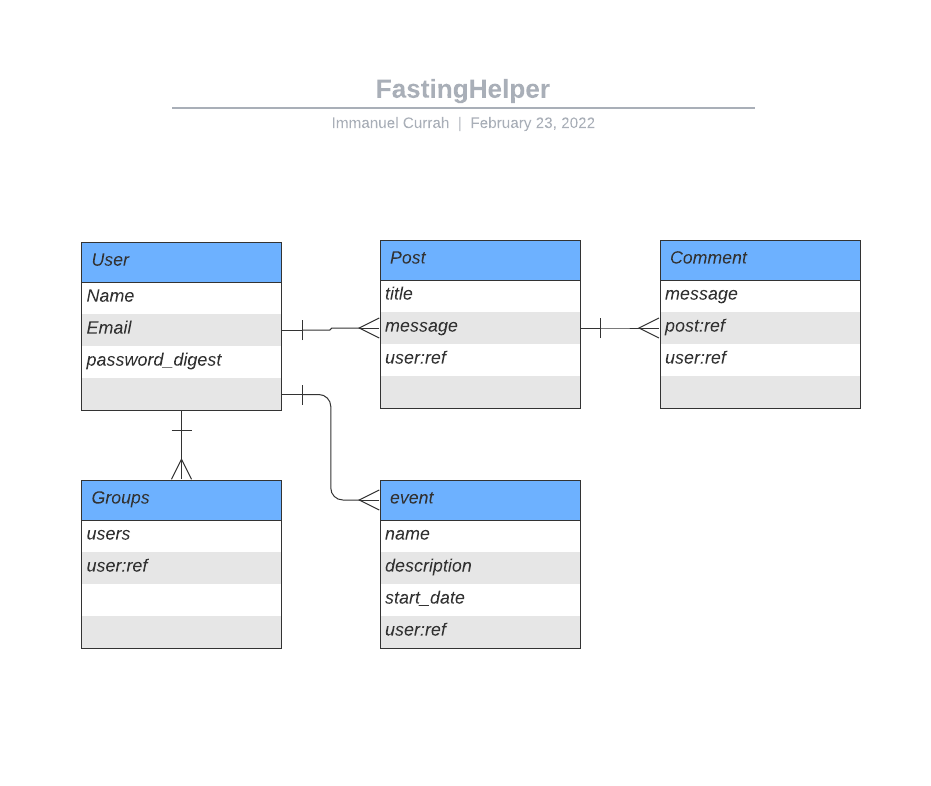 FastingHelper
Immanuel Currah | February 23, 2022
User
Name
Email
password_digest
Post
title
message
user:ref
Comment
message
post:ref
user:ref
Groups
users
user:ref
event
name
description
start_date
user:ref